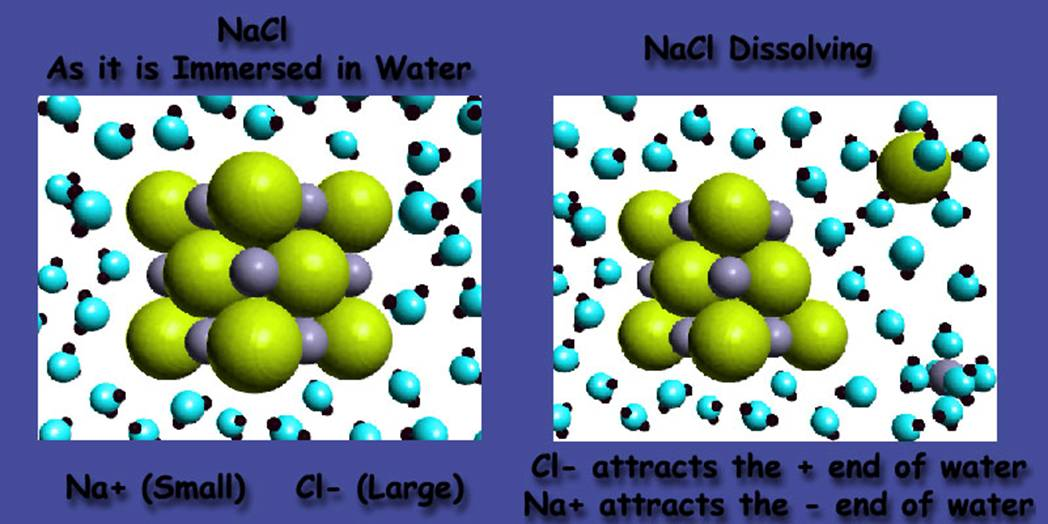 NaCl
As it is Immersed in Water
NaCl Dissolving
Na+ (Small) Cl- (Large)
Cl- attracts the + end of water
Na+ attracts the - end of water